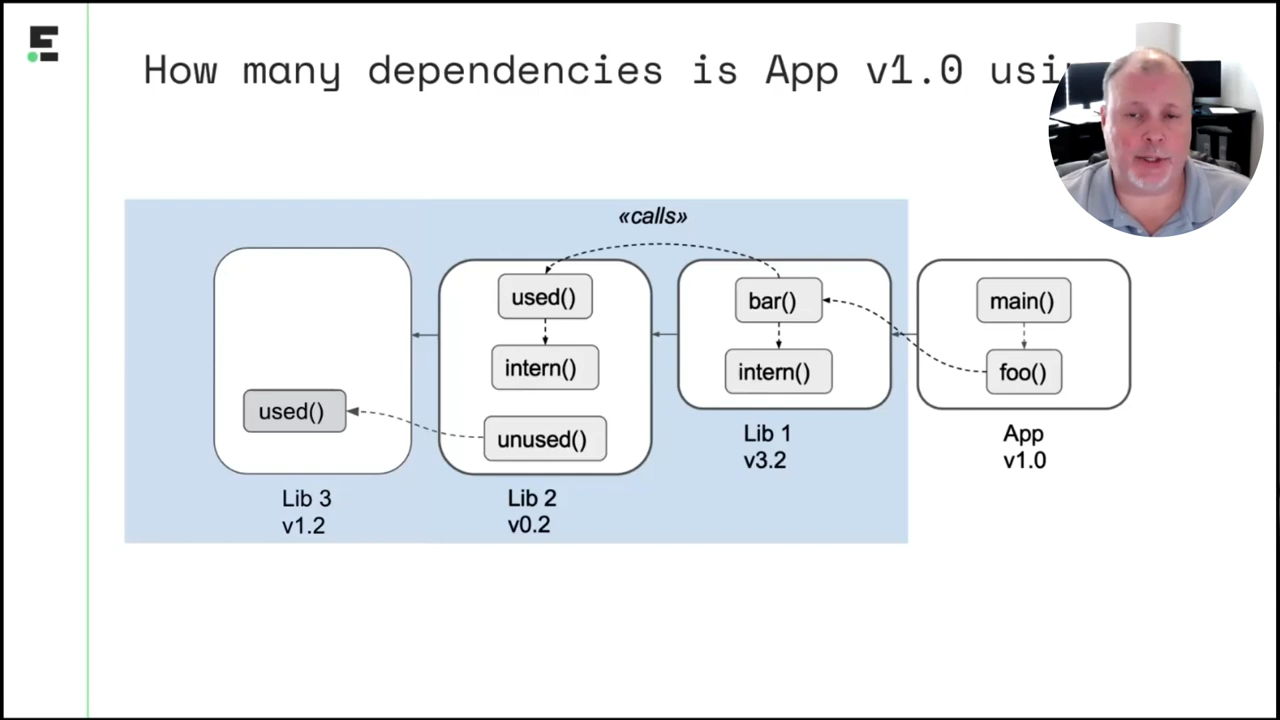 How many dependencies is App v1.0
«calls»
used()
bar()
main()
intern()
intern()
foo()
used()
unused()
Lib 1
v3.2
App
v1.0
Lib 3
v1.2
Lib 2
v0.2